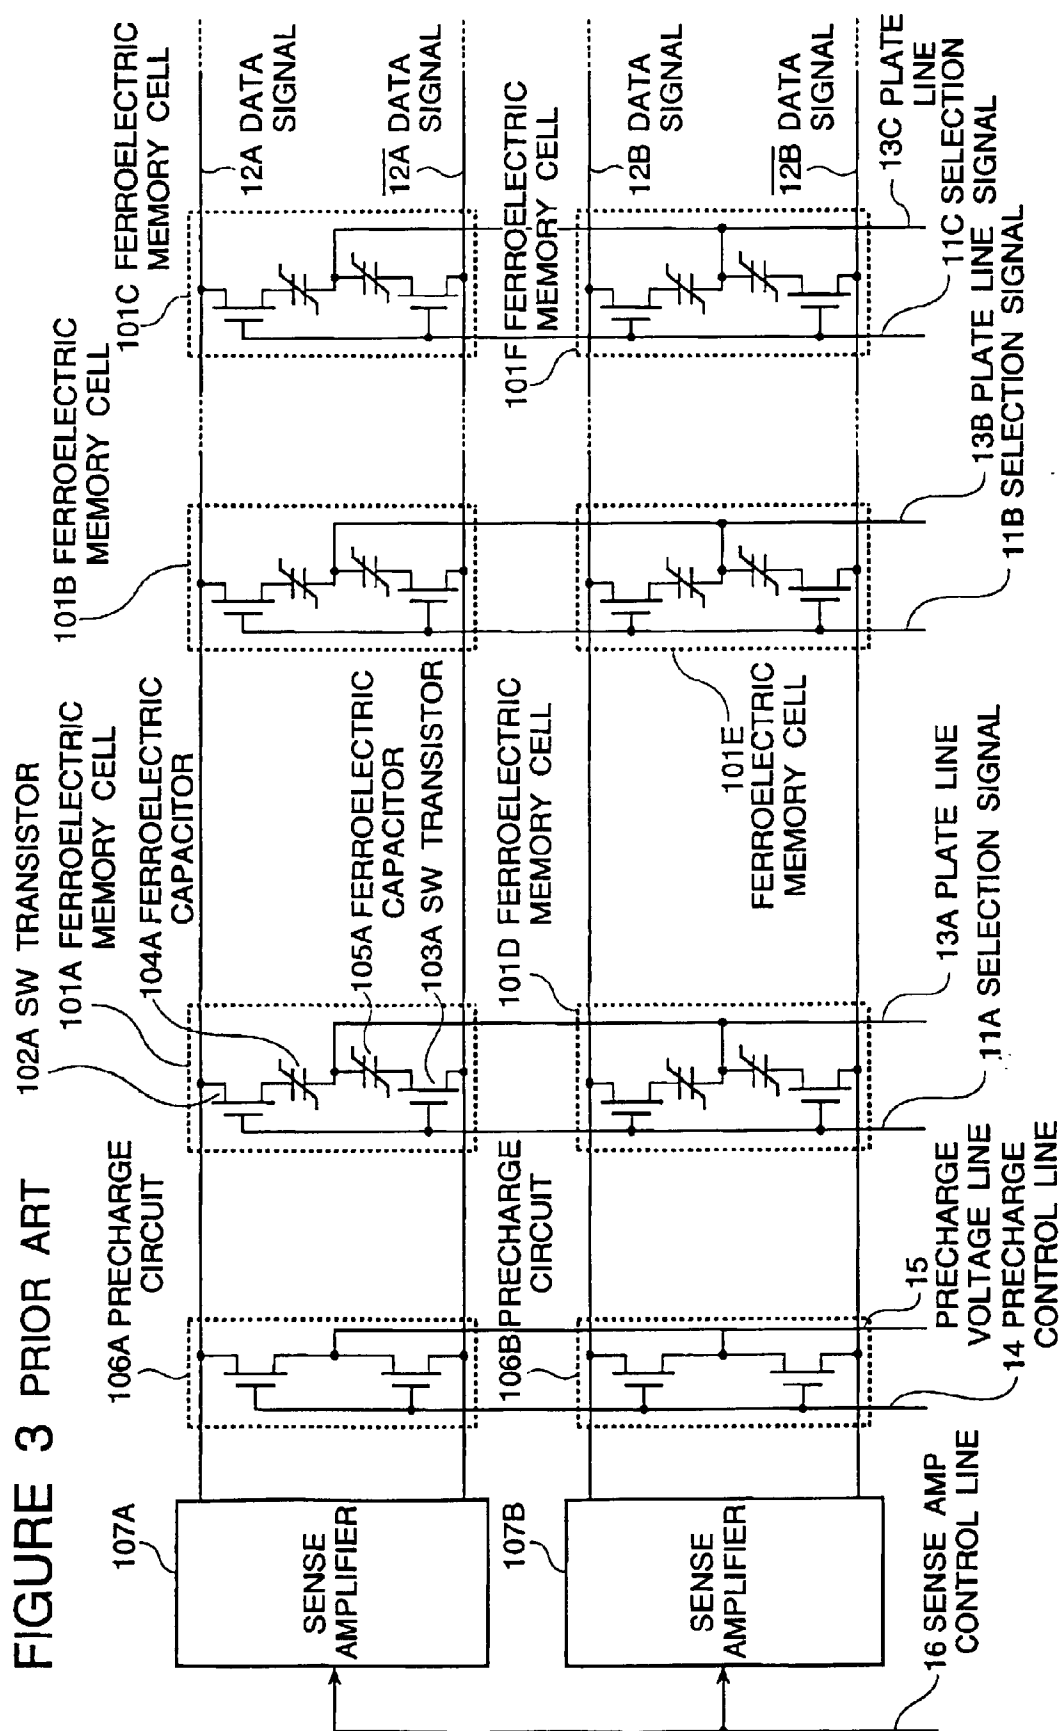 FIGURE 3 PRIOR ART
107A
SENSE
AMPLIFIER
106A PRECHARGE
CIRCUIT
102A SW TRANSISTOR
101A FERROELECTRIC
MEMORY CELL
104A FERROELECTRIC
CAPACITOR
105A FERROELECTRIC
CAPACITOR
103A SW TRANSISTOR
101B FERROELECTRIC
MEMORY CELL
101C FERROELECTRIC
MEMORY CELL
12A DATA
SIGNAL
1̅2̅A̅ DATA
SIGNAL
107B
SENSE
AMPLIFIER
106B PRECHARGE
CIRCUIT
101D FERROELECTRIC
MEMORY CELL
101E
FERROELECTRIC
MEMORY CELL
101F FERROELECTRIC
MEMORY CELL
12B DATA
SIGNAL
1̅2̅B̅ DATA
SIGNAL
16 SENSE AMP
CONTROL LINE
15
PRECHARGE
VOLTAGE LINE
14 PRECHARGE
CONTROL LINE
13A PLATE LINE
11A SELECTION SIGNAL
13B PLATE LINE
11B SELECTION SIGNAL
13C PLATE
LINE
11C SELECTION
SIGNAL